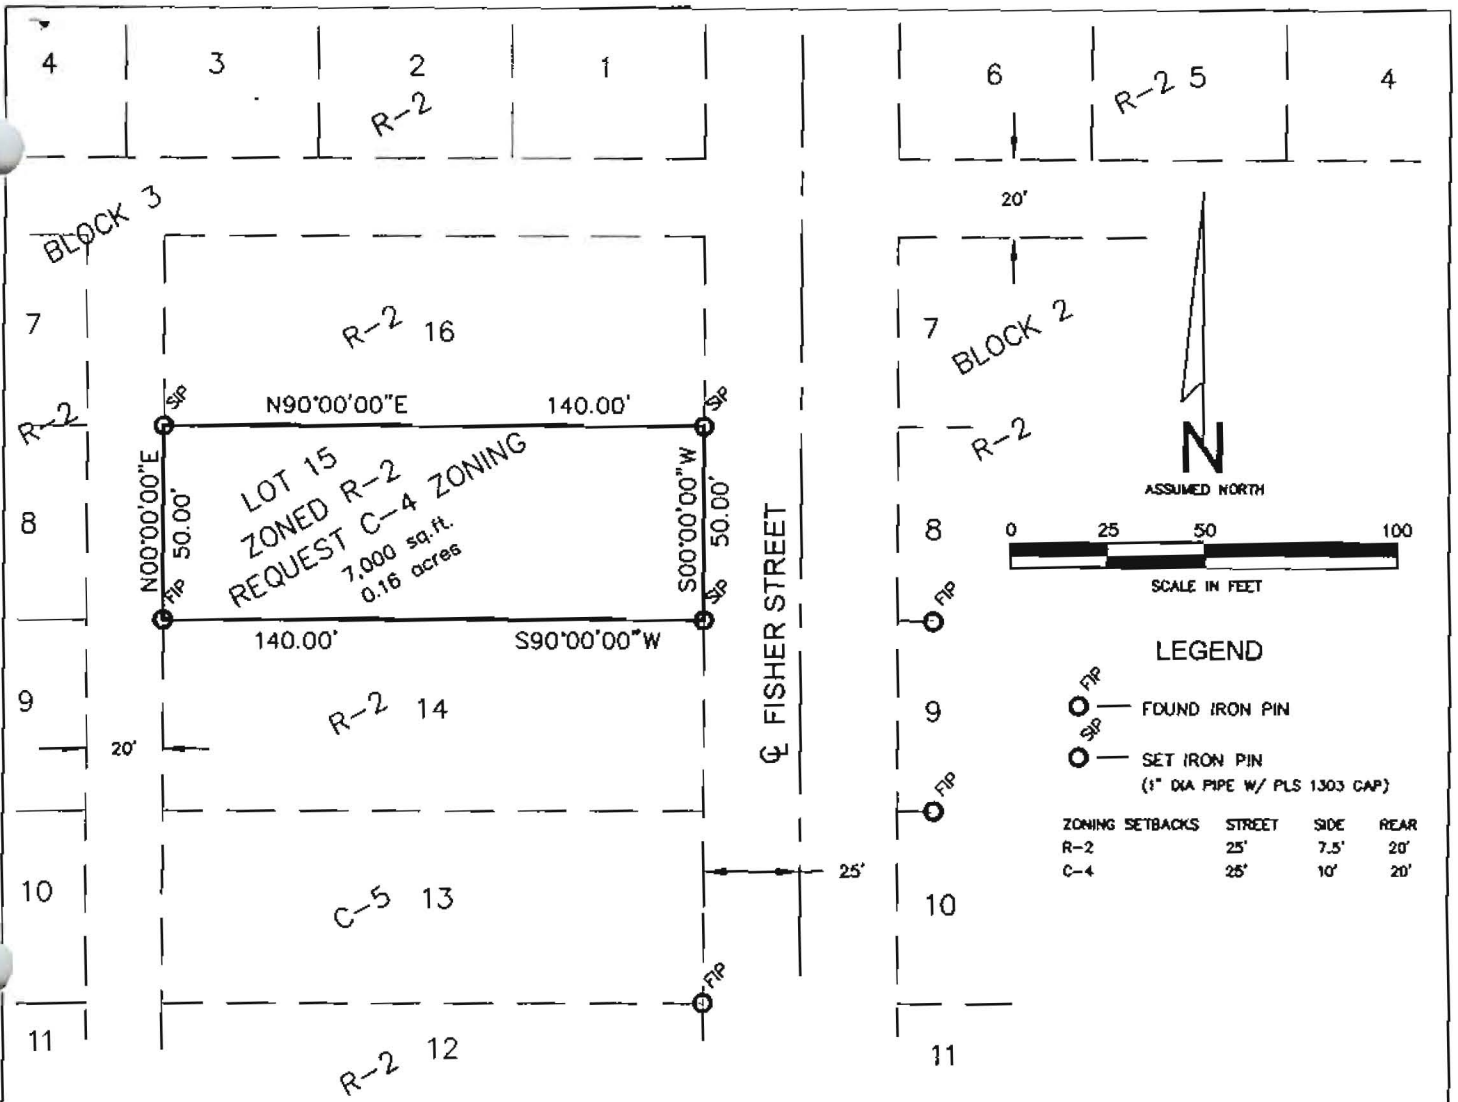 4
3
2
1
R-2
6
R-2 5
4
BLOCK 3
20'
7
R-2 16
7
BLOCK 2
R-2
SIP
N90°00'00"E 140.00'
SIP
R-2
N
ASSUMED NORTH
8
N00°00'00"E
50.00'
LOT 15
ZONED R-2
REQUEST C-4 ZONING
7,000 sq.ft.
0.16 acres
S00°00'00"W
50.00'
FIP
SIP
140.00' S90°00'00"W
℄ FISHER STREET
8
FIP
0 25 50 100
SCALE IN FEET
9
R-2 14
20'
9
FIP
LEGEND
FIP
FOUND IRON PIN
SIP
SET IRON PIN
(1" DIA PIPE W/ PLS 1303 CAP)
ZONING SETBACKS STREET SIDE REAR
R-2 25' 7.5' 20'
C-4 25' 10' 20'
10
C-5 13
25'
10
FIP
11
R-2 12
11